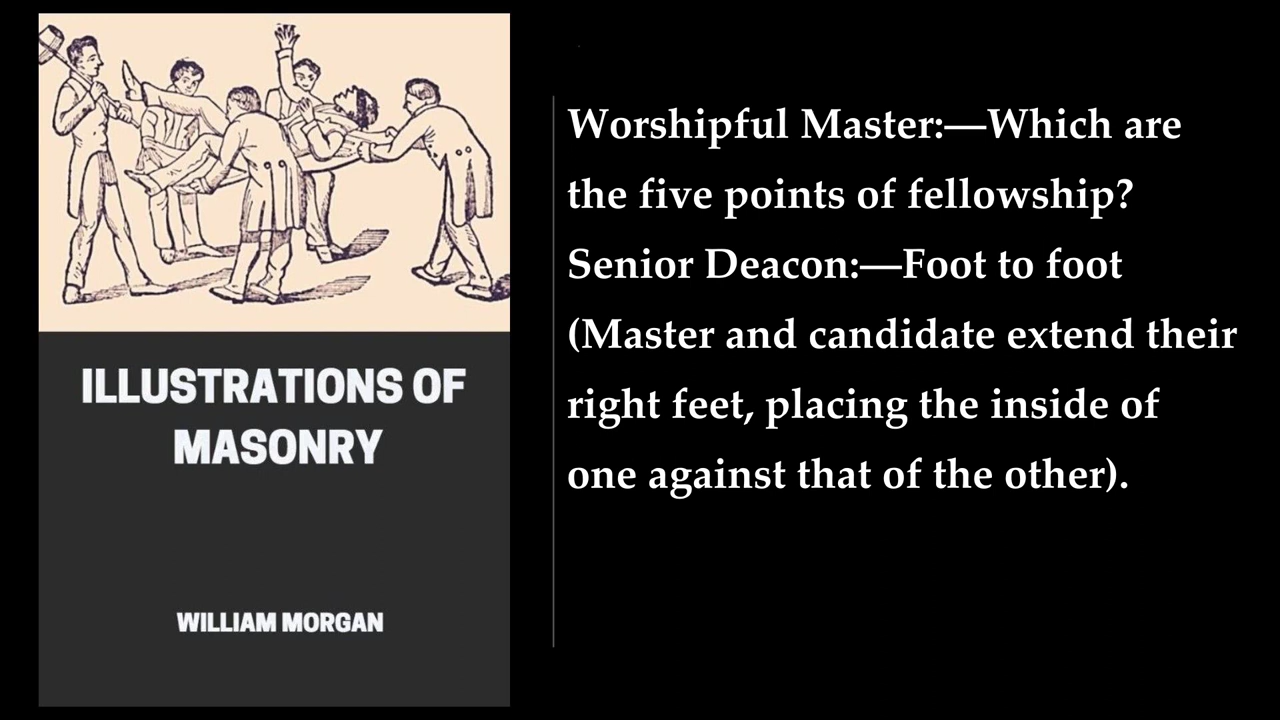 ILLUSTRATIONS OF
MASONRY
WILLIAM MORGAN
Worshipful Master:—Which are
the five points of fellowship?
Senior Deacon:—Foot to foot
(Master and candidate extend their
right feet, placing the inside of
one against that of the other).